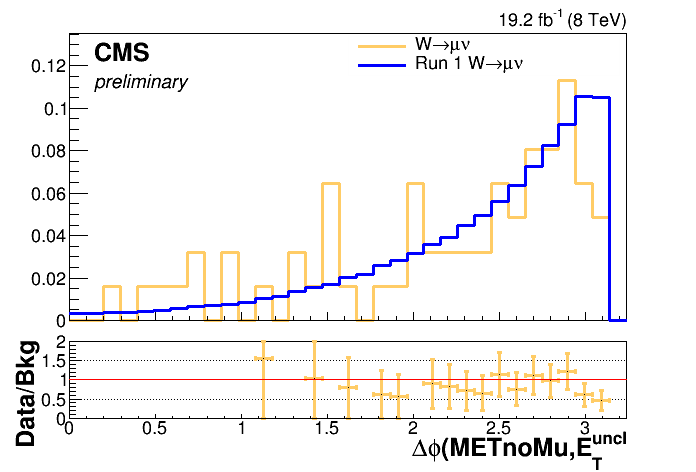 19.2 fb⁻¹ (8 TeV)
CMS
preliminary
W→μν
Run 1 W→μν
0.12
0.1
0.08
0.06
0.04
0.02
0
Data/Bkg
2
1.5
1
0.5
0
0 0.5 1 1.5 2 2.5 3
Δϕ(METnoMu,E_T^uncl